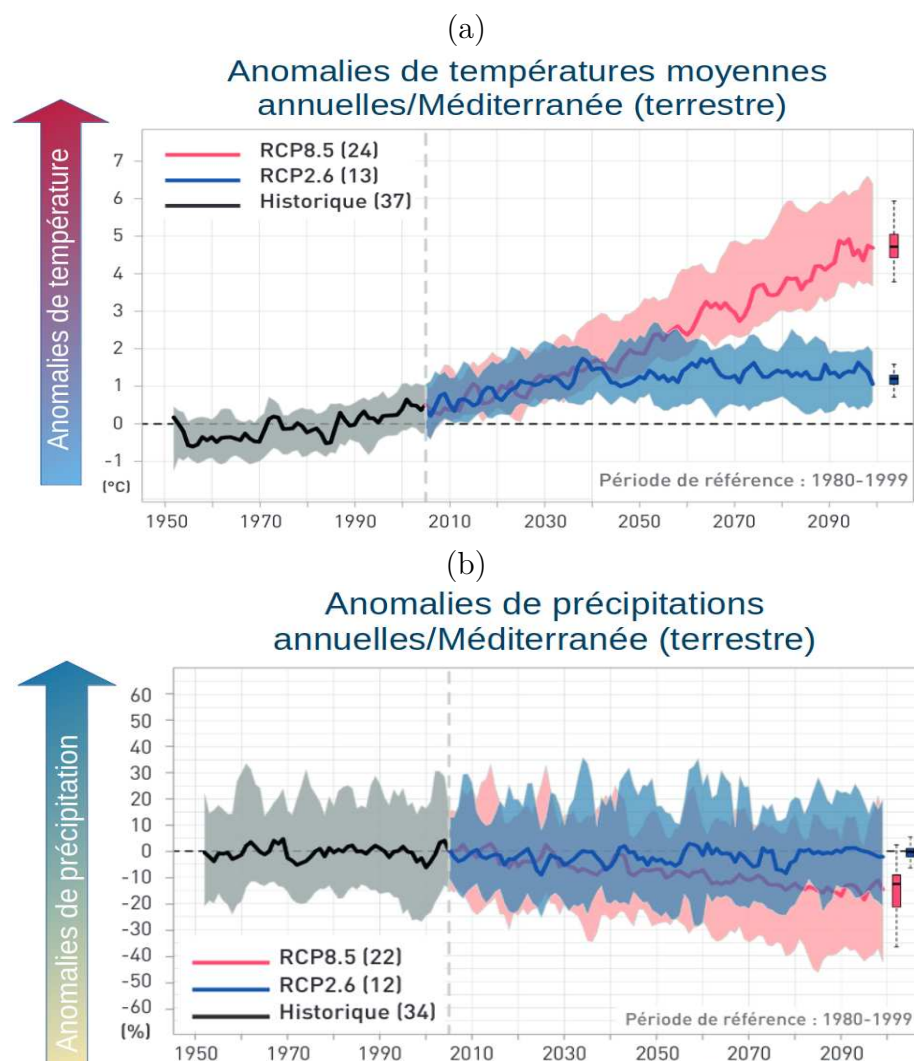 (a)
Anomalies de températures moyennes
annuelles/Méditerranée (terrestre)
Anomalies de température
RCP8.5 (24)
RCP2.6 (13)
Historique (37)
7
6
5
4
3
2
1
0
-1
(°C)
Période de référence : 1980-1999
1950 1970 1990 2010 2030 2050 2070 2090
(b)
Anomalies de précipitations
annuelles/Méditerranée (terrestre)
Anomalies de précipitation
60
50
40
30
20
10
0
-10
-20
-30
-40
-50
-60
(%)
RCP8.5 (22)
RCP2.6 (12)
Historique (34)
Période de référence : 1980-1999
1950 1970 1990 2010 2030 2050 2070 2090